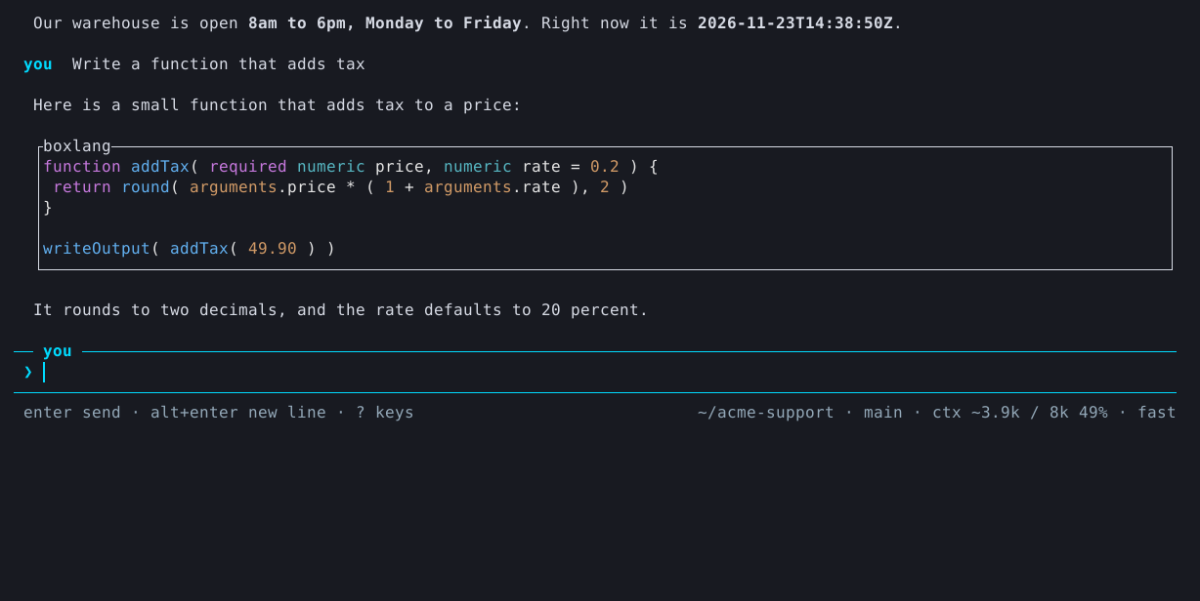 Our warehouse is open 8am to 6pm, Monday to Friday. Right now it is 2026-11-23T14:38:50Z.
you Write a function that adds tax
Here is a small function that adds tax to a price:
boxlang
function addTax( required numeric price, numeric rate = 0.2 ) {
 return round( arguments.price * ( 1 + arguments.rate ), 2 )
}
writeOutput( addTax( 49.90 ) )
It rounds to two decimals, and the rate defaults to 20 percent.
you
❯
enter send · alt+enter new line · ? keys ~/acme-support · main · ctx ~3.9k / 8k 49% · fast